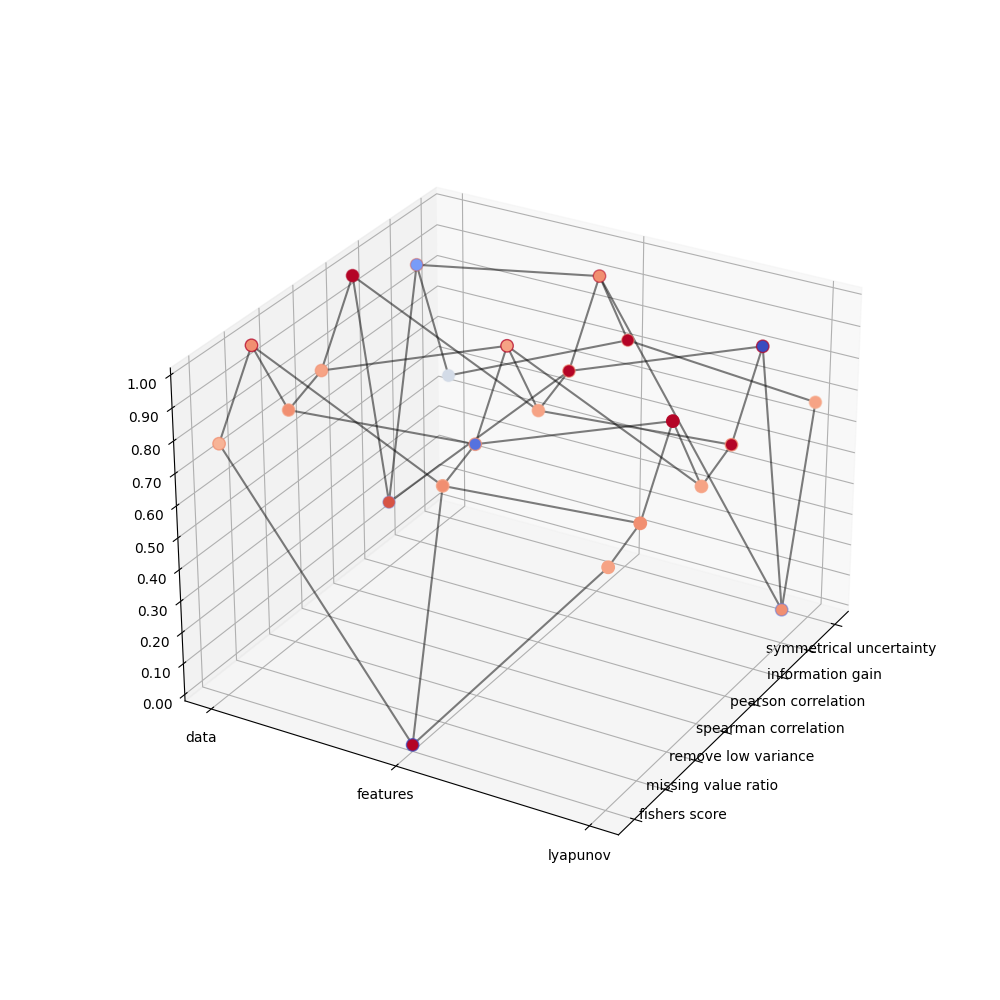 1.00
0.90
0.80
0.70
0.60
0.50
0.40
0.30
0.20
0.10
0.00
data
features
lyapunov
symmetrical uncertainty
information gain
pearson correlation
spearman correlation
remove low variance
missing value ratio
fishers score